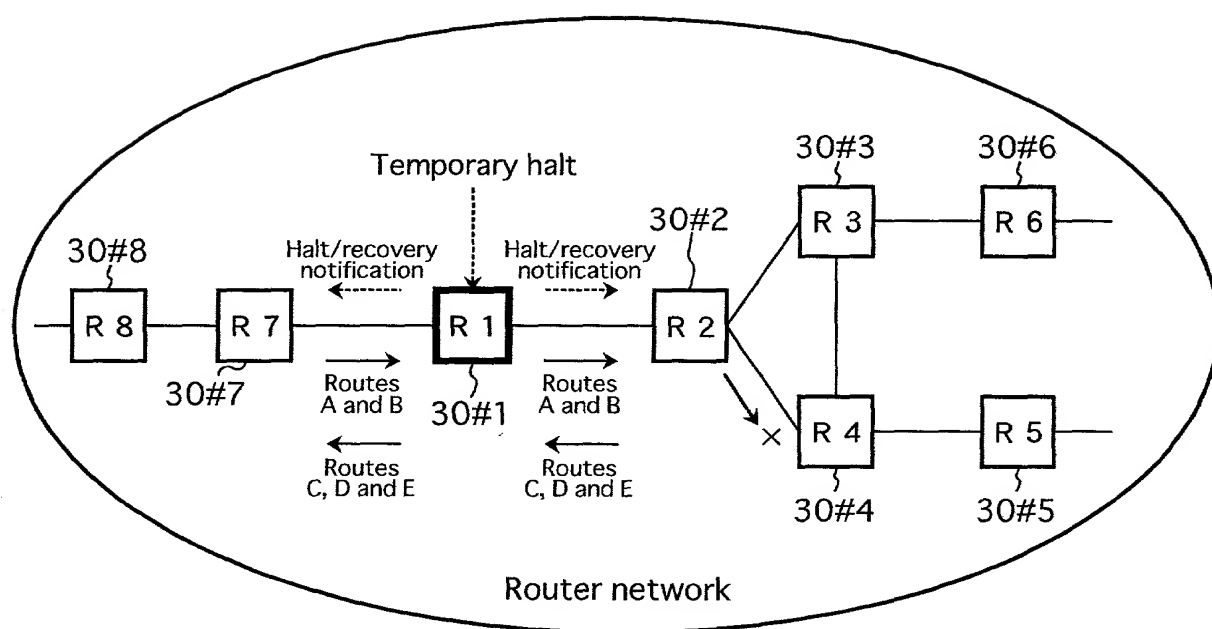 Temporary halt
30#3
30#6
30#2
R 3
R 6
30#8
Halt/recovery
notification
Halt/recovery
notification
R 8
R 7
R 1
R 2
30#7
Routes
A and B
30#1
Routes
A and B
×
R 4
R 5
Routes
C, D and E
Routes
C, D and E
30#4
30#5
Router network